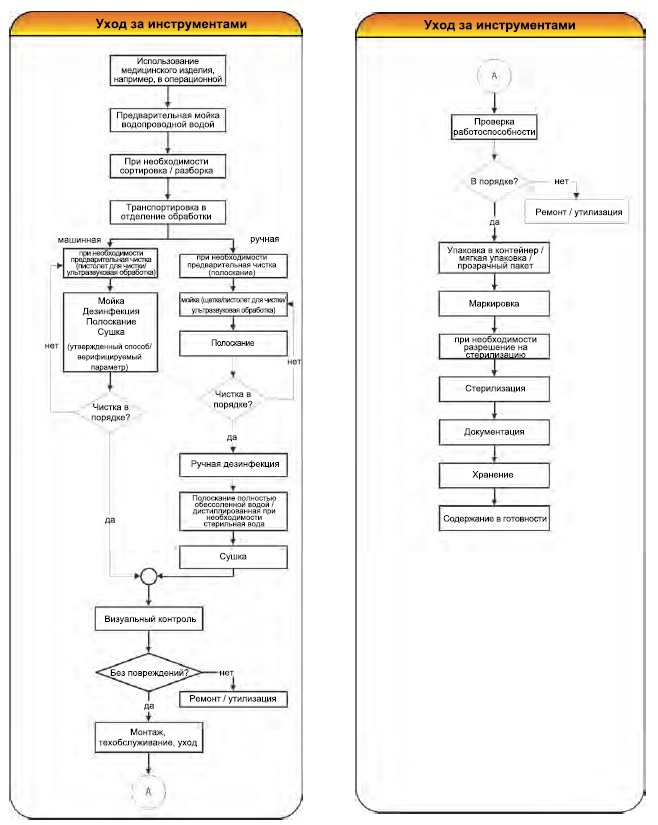 Уход за инструментами
Использование
медицинского изделия,
например, в операционной
Предварительная мойка
водопроводной водой
При необходимости
сортировка / разборка
Транспортировка в
отделение обработки
машинная
ручная
при необходимости
предварительная чистка
(пистолет для чистки/
ультразвуковая обработка)
при необходимости
предварительная чистка
(полоскание)
Мойка
Дезинфекция
Полоскание
Сушка
(утвержденный способ/
верифицируемый
параметр)
мойка (щетка/пистолет для чистки/
ультразвуковая обработка)
Полоскание
нет
нет
Чистка в
порядке?
Чистка в
порядке?
да
Ручная дезинфекция
Полоскание полностью
обессоленной водой /
дистиллированная при
необходимости
стерильная вода
да
Сушка
Визуальный контроль
Без повреждений?
нет
Ремонт / утилизация
да
Монтаж,
техобслуживание, уход
А
Уход за инструментами
А
Проверка
работоспособности
В порядке?
нет
Ремонт / утилизация
да
Упаковка в контейнер /
мягкая упаковка /
прозрачный пакет
Маркировка
при необходимости
разрешение на
стерилизацию
Стерилизация
Документация
Хранение
Содержание в готовности